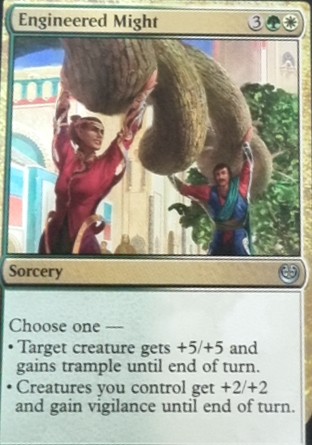 Engineered Might 3
Sorcery
Choose one —
• Target creature gets +5/+5 and
gains trample until end of turn.
• Creatures you control get +2/+2
and gain vigilance until end of turn.